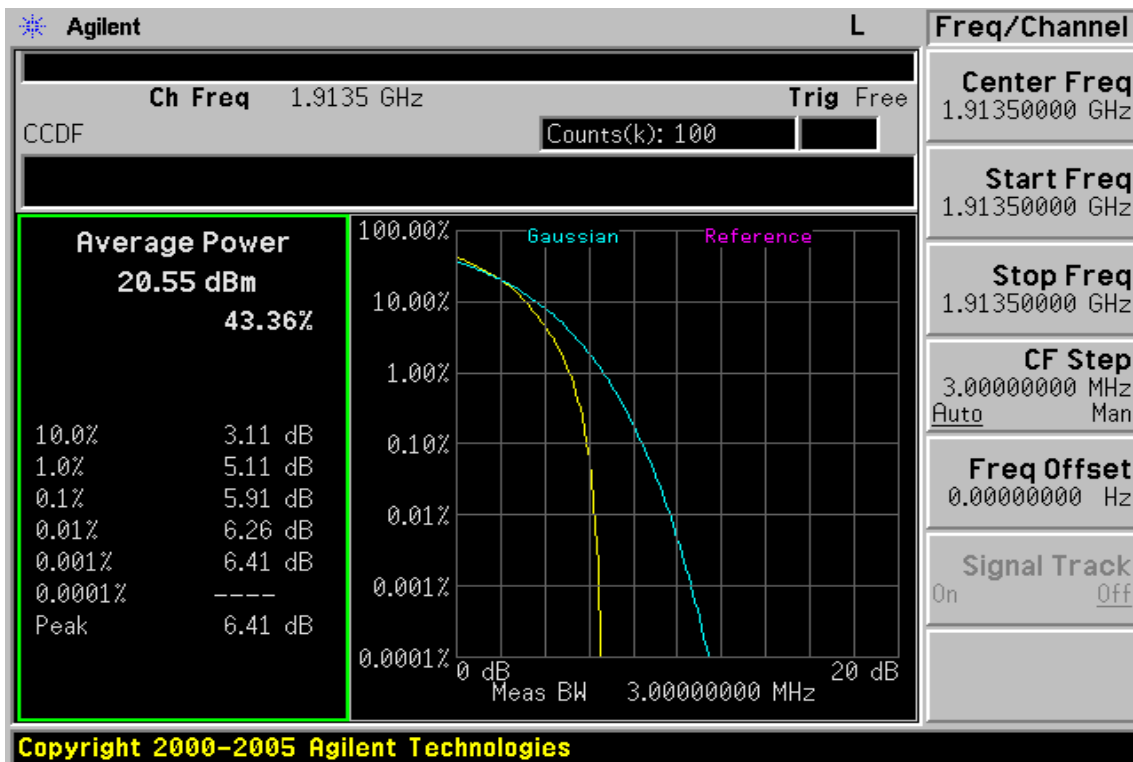 Agilent L Freq/Channel
Ch Freq 1.9135 GHz Trig Free
CCDF Counts(k): 100
Average Power
20.55 dBm
43.36%
10.0% 3.11 dB
1.0% 5.11 dB
0.1% 5.91 dB
0.01% 6.26 dB
0.001% 6.41 dB
0.0001% ----
Peak 6.41 dB
Gaussian Reference
100.00%
10.00%
1.00%
0.10%
0.01%
0.001%
0.0001%
0 dB 20 dB
Meas BW 3.00000000 MHz
Center Freq
1.91350000 GHz
Start Freq
1.91350000 GHz
Stop Freq
1.91350000 GHz
CF Step
3.00000000 MHz
Auto Man
Freq Offset
0.00000000 Hz
Signal Track
On Off
Copyright 2000-2005 Agilent Technologies